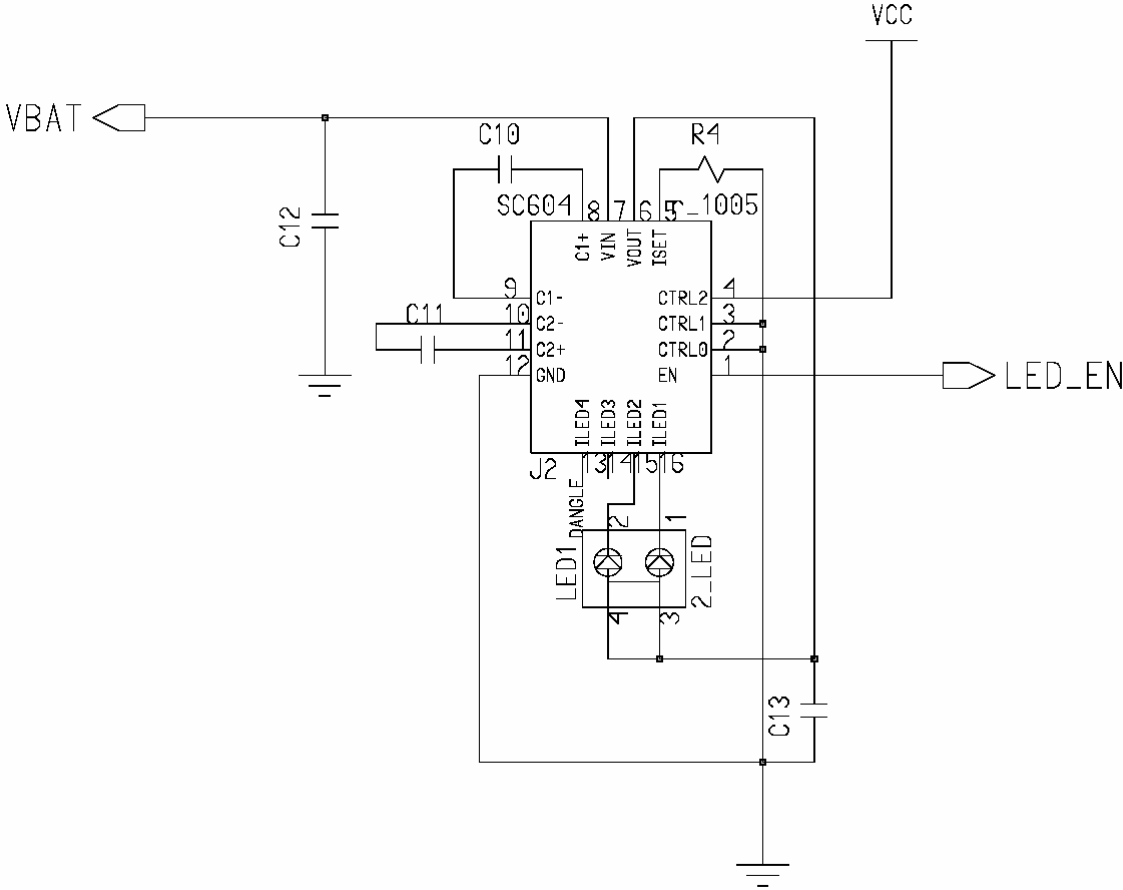 VCC
VBAT
C10
R4
SC604
8
7
6
5
_1005
C12
C1+
VIN
VOUT
ISET
9
C1-
CTRL2
4
C11
10
C2-
CTRL1
3
11
C2+
CTRL0
2
12
GND
EN
1
LED_EN
ILED4
ILED3
ILED2
ILED1
J2
13
14
15
16
DANGLE
2
1
LED1
2_LED
4
3
C13